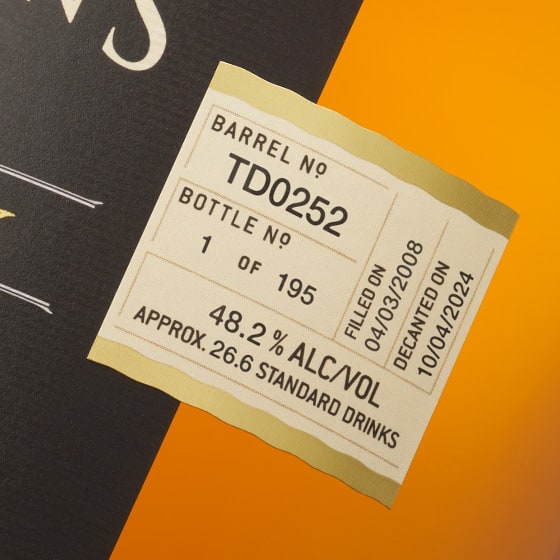 BARREL Nº
TD0252
BOTTLE Nº
1 OF 195
FILLED ON
04/03/2008
DECANTED ON
10/04/2024
48.2% ALC/VOL
APPROX. 26.6 STANDARD DRINKS